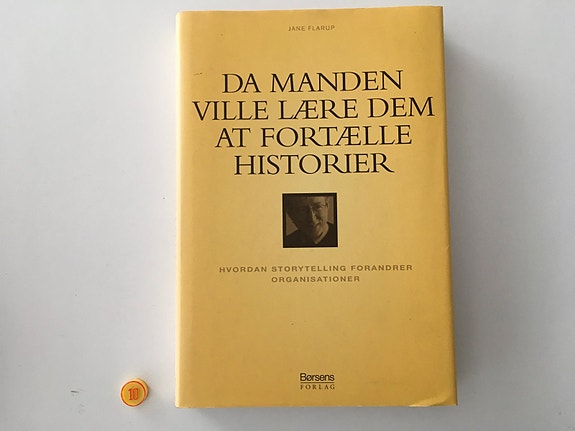 JANE FLARUP
DA MANDEN
VILLE LÆRE DEM
AT FORTÆLLE
HISTORIER
HVORDAN STORYTELLING FORANDRER
ORGANISATIONER
Børsens
FORLAG
10